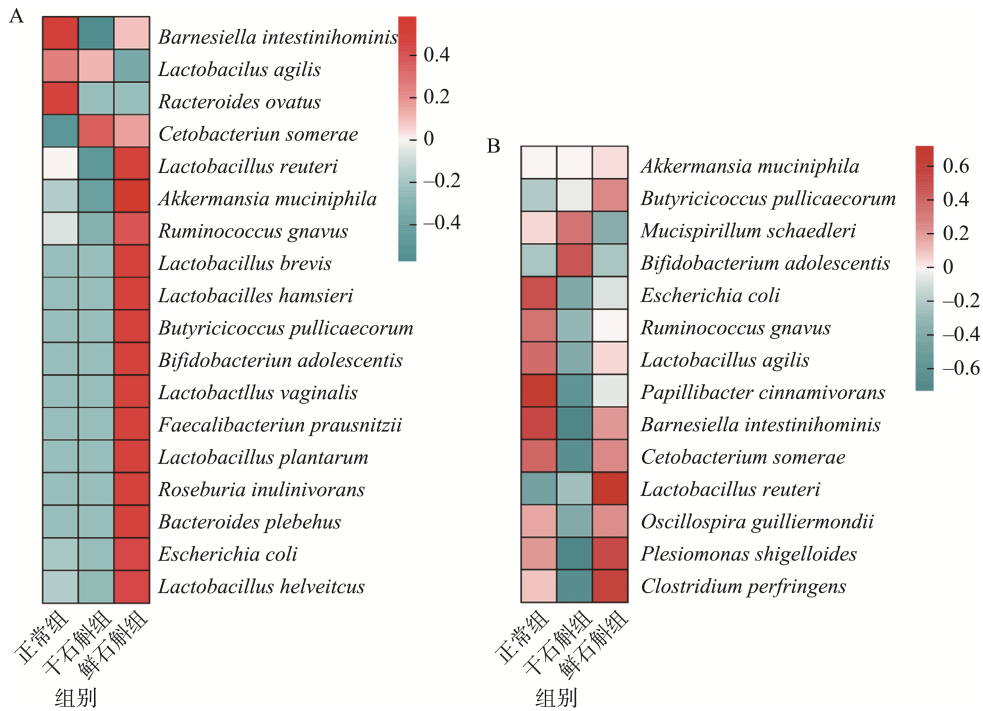 A
Barnesiella intestinihominis
Lactobacilus agilis
Racteroides ovatus
Cetobacteriun somerae
Lactobacillus reuteri
Akkermansia muciniphila
Ruminococcus gnavus
Lactobacillus brevis
Lactobacilles hamsieri
Butyricicoccus pullicaecorum
Bifidobacteriun adolescentis
Lactobactllus vaginalis
Faecalibacteriun prausnitzii
Lactobacillus plantarum
Roseburia inulinivorans
Bacteroides plebehus
Escherichia coli
Lactobacillus helveitcus
0.4
0.2
0
–0.2
–0.4
正常组
干石斛组
鲜石斛组
组别
B
Akkermansia muciniphila
Butyricicoccus pullicaecorum
Mucispirillum schaedleri
Bifidobacterium adolescentis
Escherichia coli
Ruminococcus gnavus
Lactobacillus agilis
Papillibacter cinnamivorans
Barnesiella intestinihominis
Cetobacterium somerae
Lactobacillus reuteri
Oscillospira guilliermondii
Plesiomonas shigelloides
Clostridium perfringens
0.6
0.4
0.2
0
–0.2
–0.4
–0.6
正常组
干石斛组
鲜石斛组
组别